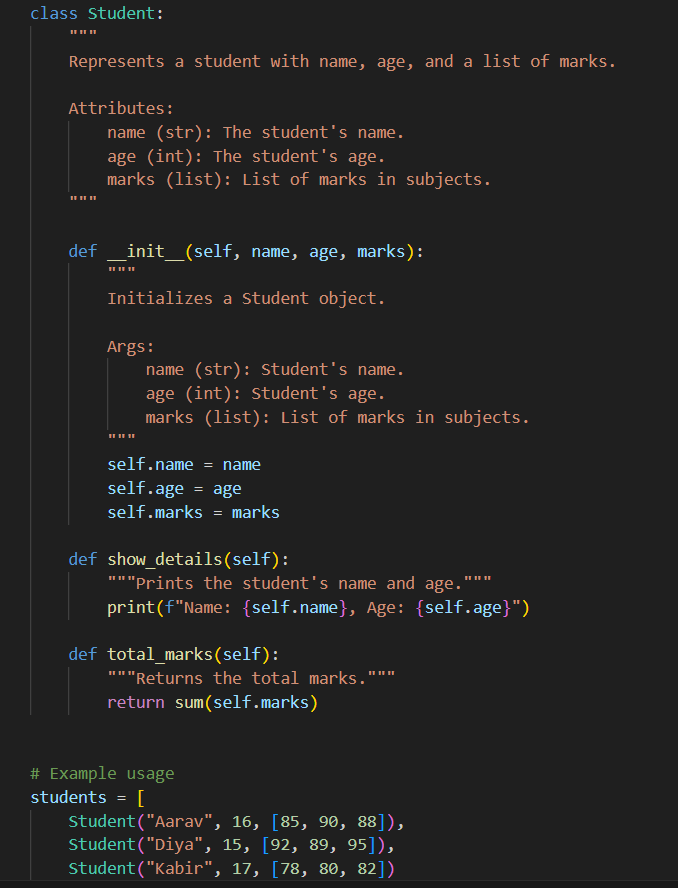 class Student:
    """
    Represents a student with name, age, and a list of marks.

    Attributes:
        name (str): The student's name.
        age (int): The student's age.
        marks (list): List of marks in subjects.
    """

    def __init__(self, name, age, marks):
        """
        Initializes a Student object.

        Args:
            name (str): Student's name.
            age (int): Student's age.
            marks (list): List of marks in subjects.
        """
        self.name = name
        self.age = age
        self.marks = marks

    def show_details(self):
        """Prints the student's name and age."""
        print(f"Name: {self.name}, Age: {self.age}")

    def total_marks(self):
        """Returns the total marks."""
        return sum(self.marks)


# Example usage
students = [
    Student("Aarav", 16, [85, 90, 88]),
    Student("Diya", 15, [92, 89, 95]),
    Student("Kabir", 17, [78, 80, 82])